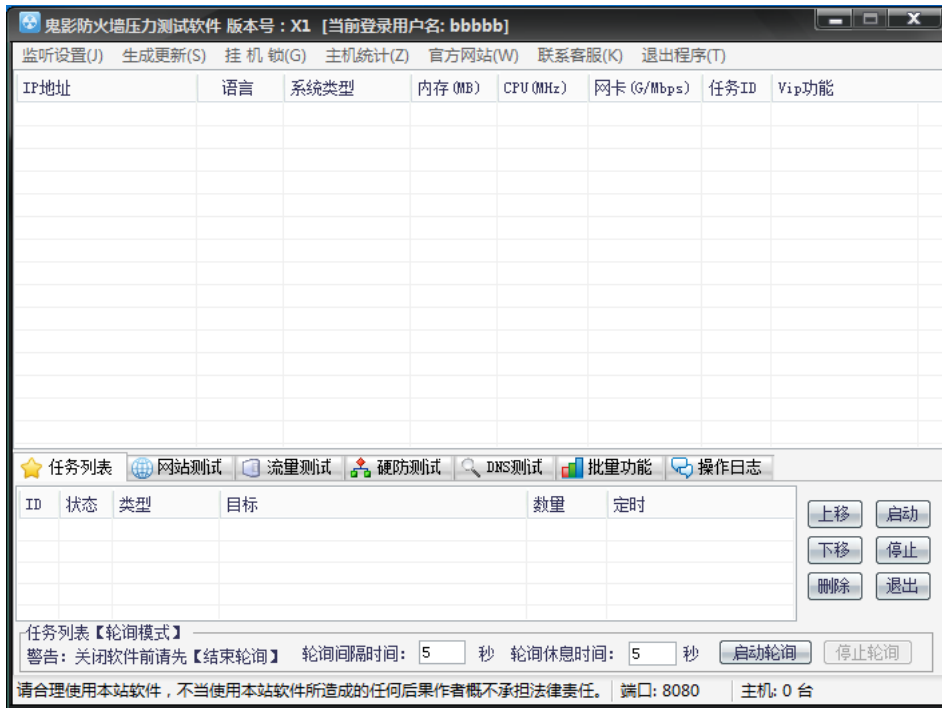 鬼影防火墙压力测试软件 版本号：X1 [当前登录用户名: bbbbb]
监听设置(J) 生成更新(S) 挂 机 锁(G) 主机统计(Z) 官方网站(W) 联系客服(K) 退出程序(T)
IP地址 语言 系统类型 内存(MB) CPU(MHz) 网卡(G/Mbps) 任务ID Vip功能
任务列表 网站测试 流量测试 硬防测试 DNS测试 批量功能 操作日志
ID 状态 类型 目标 数量 定时
上移 启动
下移 停止
删除 退出
任务列表【轮询模式】
警告: 关闭软件前请先【结束轮询】 轮询间隔时间: 5 秒 轮询休息时间: 5 秒 启动轮询 停止轮询
请合理使用本站软件，不当使用本站软件所造成的任何后果作者概不承担法律责任。 端口: 8080 主机: 0 台